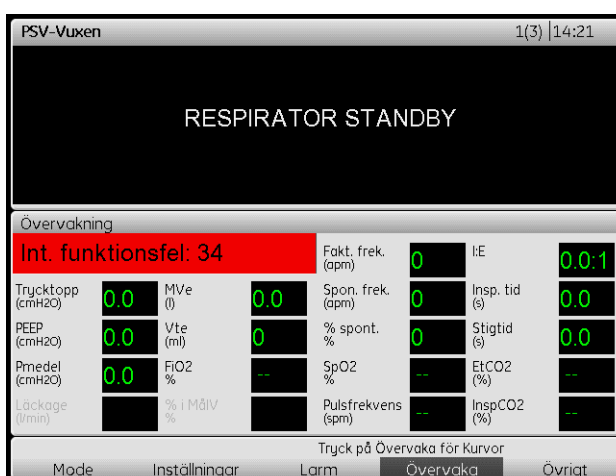 PSV-Vuxen 1(3) 14:21
RESPIRATOR STANDBY
Övervakning
Int. funktionsfel: 34
Fakt. frek. (apm) 0 I:E 0.0:1
Trycktopp (cmH2O) 0.0 MVe (l) 0.0 Spon. frek. (apm) 0 Insp. tid (s) 0.0
PEEP (cmH2O) 0.0 Vte (ml) 0 % spont. % 0 Stigtid (s) 0.0
Pmedel (cmH2O) 0.0 FiO2 % -- SpO2 % -- EtCO2 (%) --
Läckage (l/min) % i MålV % Pulsfrekvens (spm) -- InspCO2 (%) --
Tryck på Övervaka för Kurvor
Mode Inställningar Larm Övervaka Övrigt